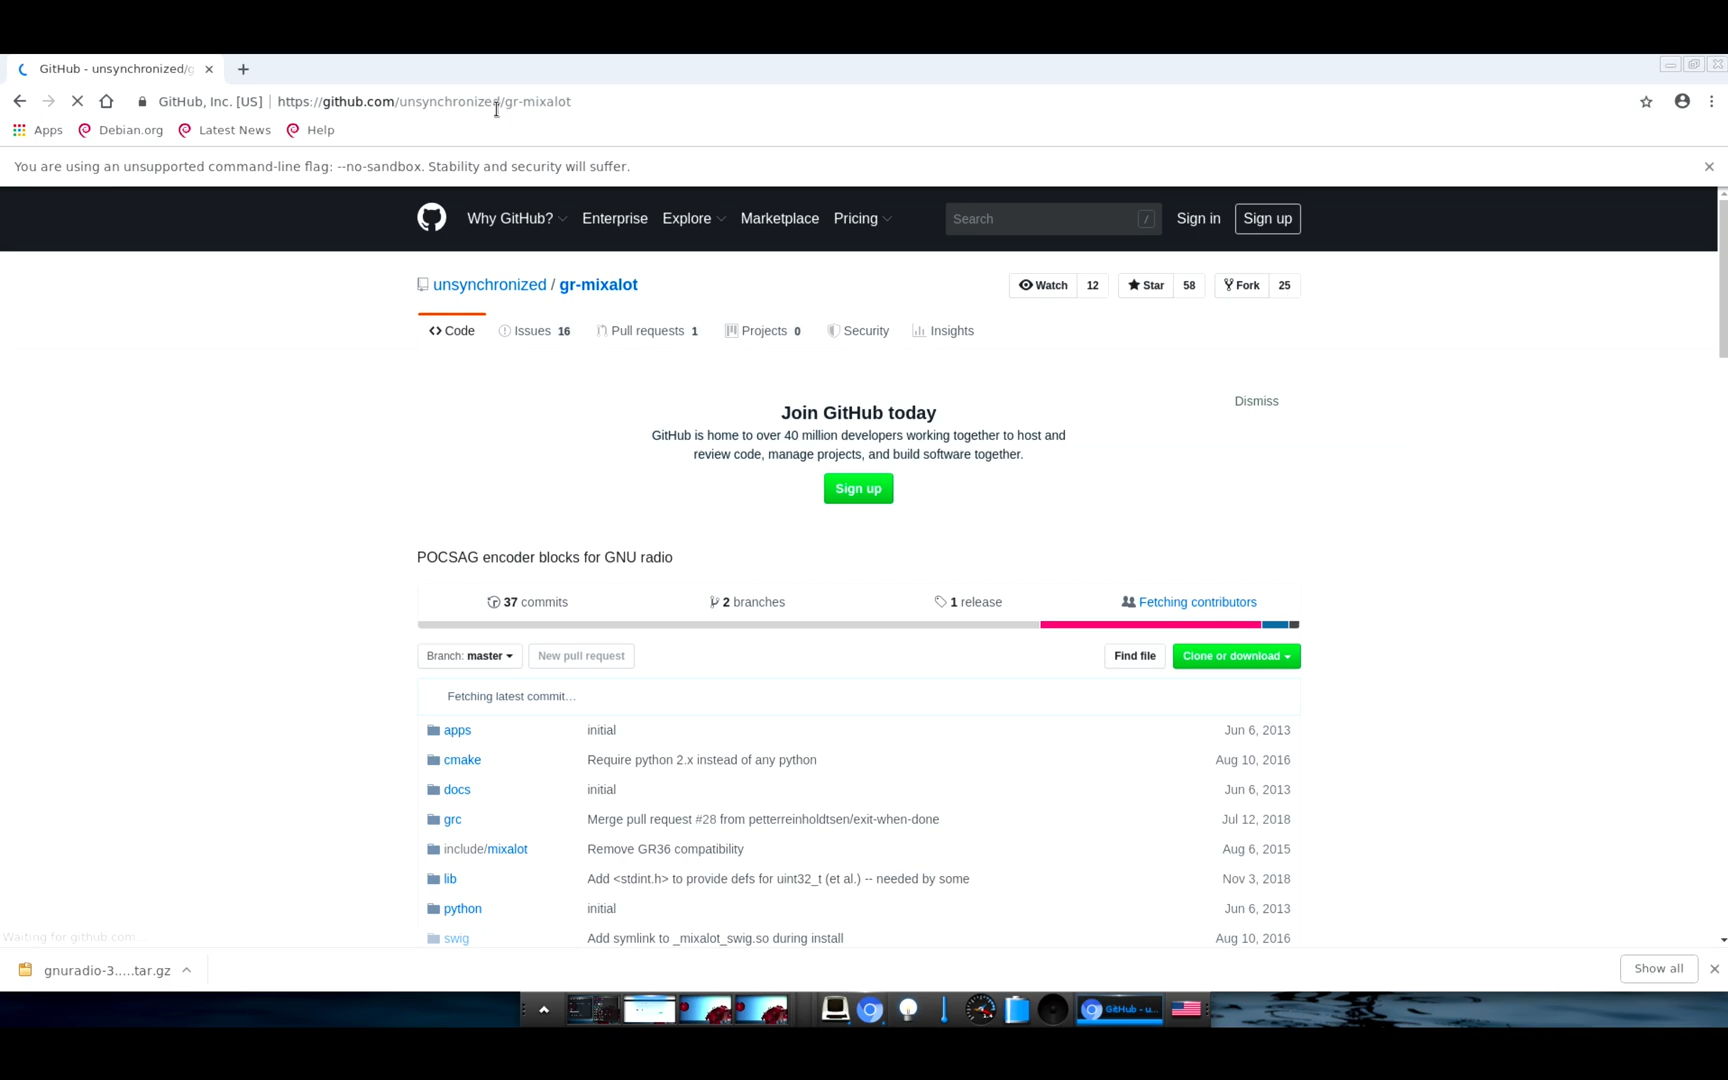 GitHub - unsynchronized/g
GitHub, Inc. [US] | https://github.com/unsynchronized/gr-mixalot
Apps Debian.org Latest News Help
You are using an unsupported command-line flag: --no-sandbox. Stability and security will suffer.
Why GitHub? Enterprise Explore Marketplace Pricing Search / Sign in Sign up
unsynchronized / gr-mixalot Watch 12 Star 58 Fork 25
Code Issues 16 Pull requests 1 Projects 0 Security Insights
Dismiss
Join GitHub today
GitHub is home to over 40 million developers working together to host and
review code, manage projects, and build software together.
Sign up
POCSAG encoder blocks for GNU radio
37 commits 2 branches 1 release Fetching contributors
Branch: master New pull request Find file Clone or download
Fetching latest commit…
apps initial Jun 6, 2013
cmake Require python 2.x instead of any python Aug 10, 2016
docs initial Jun 6, 2013
grc Merge pull request #28 from petterreinholdtsen/exit-when-done Jul 12, 2018
include/mixalot Remove GR36 compatibility Aug 6, 2015
lib Add <stdint.h> to provide defs for uint32_t (et al.) -- needed by some Nov 3, 2018
python initial Jun 6, 2013
swig Add symlink to _mixalot_swig.so during install Aug 10, 2016
Waiting for github.com...
gnuradio-3.....tar.gz Show all
GitHub - u...